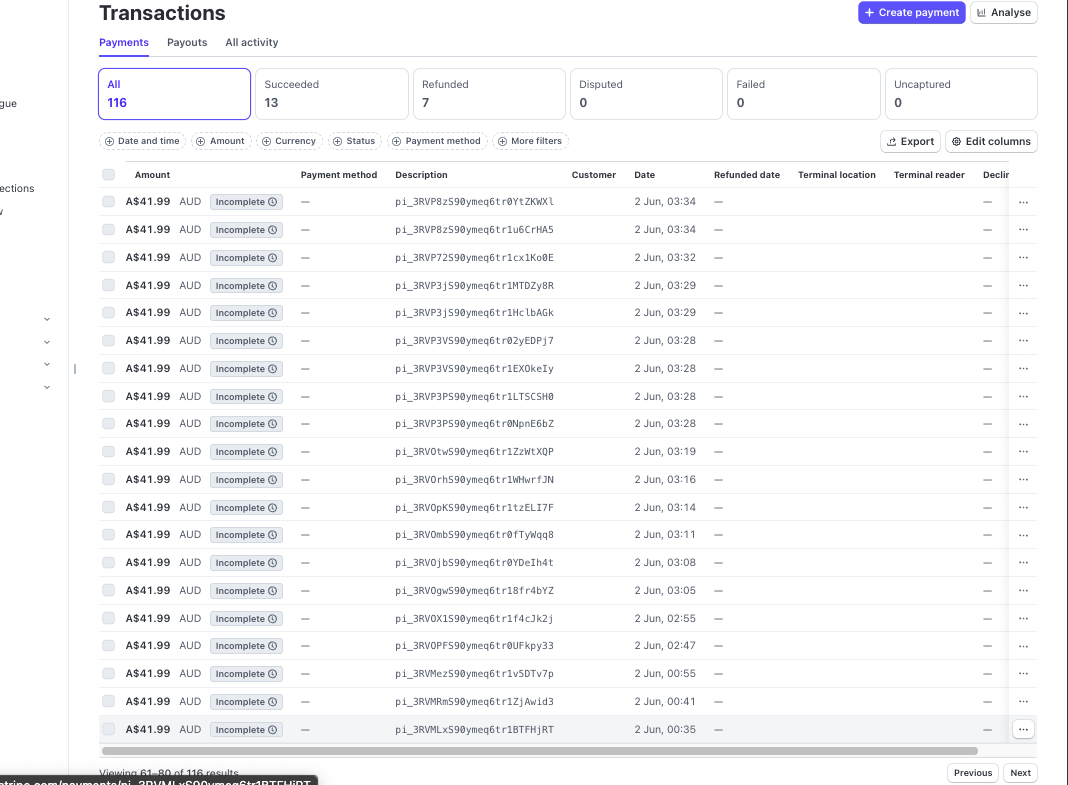 Transactions
+ Create payment
Analyse
Payments Payouts All activity
All Succeeded Refunded Disputed Failed Uncaptured
116 13 7 0 0 0
Date and time Amount Currency Status Payment method More filters Export Edit columns
gue
ections
Amount Payment method Description Customer Date Refunded date Terminal location Terminal reader Declin
A$41.99 AUD Incomplete — pi_3RVP8zS90ymeq6tr0YtZKWXl 2 Jun, 03:34 — — ...
A$41.99 AUD Incomplete — pi_3RVP8zS90ymeq6tr1u6CrHA5 2 Jun, 03:34 — — ...
A$41.99 AUD Incomplete — pi_3RVP72S90ymeq6tr1cx1Ko0E 2 Jun, 03:32 — — ...
A$41.99 AUD Incomplete — pi_3RVP3jS90ymeq6tr1MTDZy8R 2 Jun, 03:29 — — ...
A$41.99 AUD Incomplete — pi_3RVP3jS90ymeq6tr1HclbAGk 2 Jun, 03:29 — — ...
A$41.99 AUD Incomplete — pi_3RVP3VS90ymeq6tr02yEDPj7 2 Jun, 03:28 — — ...
A$41.99 AUD Incomplete — pi_3RVP3VS90ymeq6tr1EXOkeIy 2 Jun, 03:28 — — ...
A$41.99 AUD Incomplete — pi_3RVP3PS90ymeq6tr1LTSCSH0 2 Jun, 03:28 — — ...
A$41.99 AUD Incomplete — pi_3RVP3PS90ymeq6tr0NpnE6bZ 2 Jun, 03:28 — — ...
A$41.99 AUD Incomplete — pi_3RVOtwS90ymeq6tr1ZzWtXQP 2 Jun, 03:19 — — ...
A$41.99 AUD Incomplete — pi_3RVOrhS90ymeq6tr1WHwrfJN 2 Jun, 03:16 — — ...
A$41.99 AUD Incomplete — pi_3RVOpKS90ymeq6tr1tzELI7F 2 Jun, 03:14 — — ...
A$41.99 AUD Incomplete — pi_3RVOmbS90ymeq6tr0fTyWqq8 2 Jun, 03:11 — — ...
A$41.99 AUD Incomplete — pi_3RVOjbS90ymeq6tr0YDeIh4t 2 Jun, 03:08 — — ...
A$41.99 AUD Incomplete — pi_3RVOgwS90ymeq6tr18fr4bYZ 2 Jun, 03:05 — — ...
A$41.99 AUD Incomplete — pi_3RVOX1S90ymeq6tr1f4cJk2j 2 Jun, 02:55 — — ...
A$41.99 AUD Incomplete — pi_3RVOPFS90ymeq6tr0UFkpy33 2 Jun, 02:47 — — ...
A$41.99 AUD Incomplete — pi_3RVMezS90ymeq6tr1v5DTv7p 2 Jun, 00:55 — — ...
A$41.99 AUD Incomplete — pi_3RVMRmS90ymeq6tr1ZjAwid3 2 Jun, 00:41 — — ...
A$41.99 AUD Incomplete — pi_3RVMLxS90ymeq6tr1BTFHjRT 2 Jun, 00:35 — — ...
Viewing 61–80 of 116 results
Previous Next